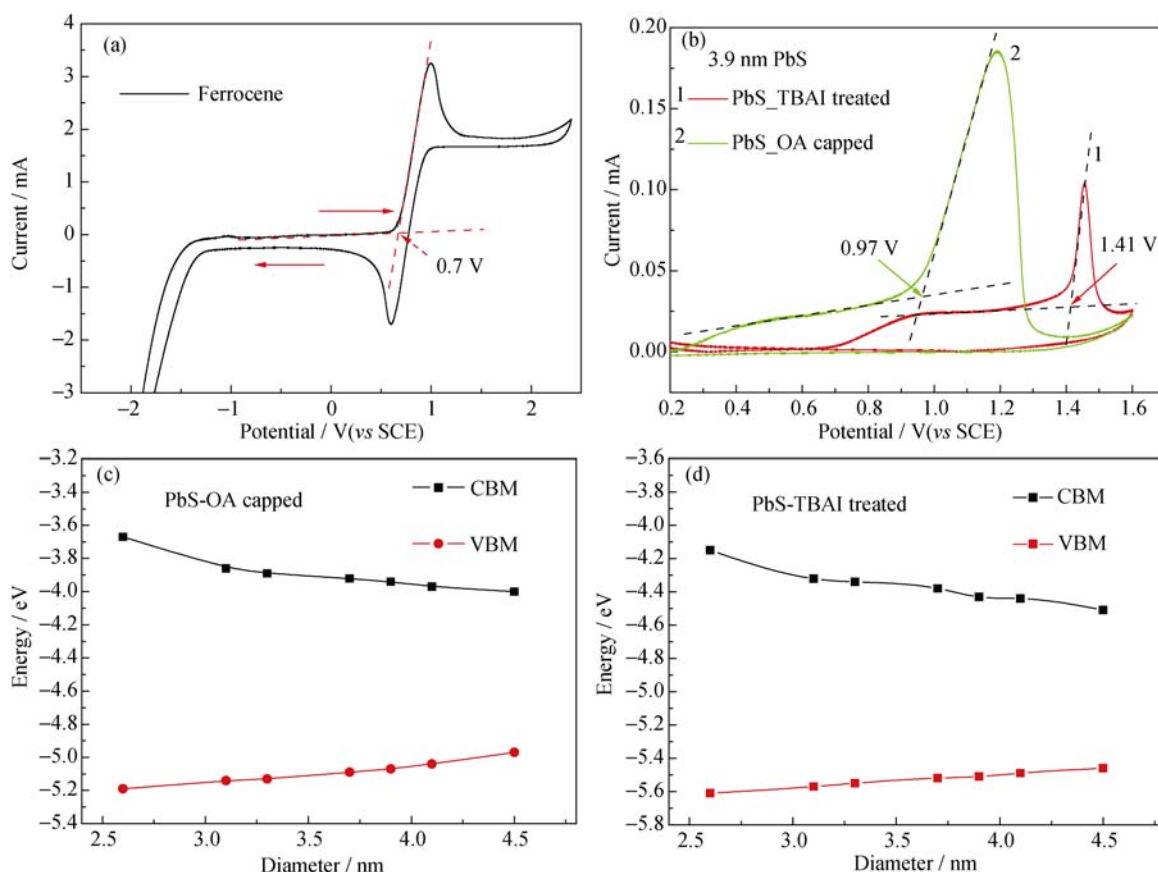 (a)
Ferrocene
0.7 V
4
3
2
1
0
−1
−2
−3
Current / mA
−2
−1
0
1
2
Potential / V(vs SCE)
(b)
3.9 nm PbS
1 PbS_TBAI treated
2 PbS_OA capped
2
1
0.97 V
1.41 V
0.20
0.15
0.10
0.05
0.00
Current / mA
0.2
0.4
0.6
0.8
1.0
1.2
1.4
1.6
Potential / V(vs SCE)
(c)
PbS-OA capped
CBM
VBM
−3.2
−3.4
−3.6
−3.8
−4.0
−4.2
−4.4
−4.6
−4.8
−5.0
−5.2
−5.4
Energy / eV
2.5
3.0
3.5
4.0
4.5
Diameter / nm
(d)
PbS-TBAI treated
CBM
VBM
−3.6
−3.8
−4.0
−4.2
−4.4
−4.6
−4.8
−5.0
−5.2
−5.4
−5.6
−5.8
Energy / eV
2.5
3.0
3.5
4.0
4.5
Diameter / nm